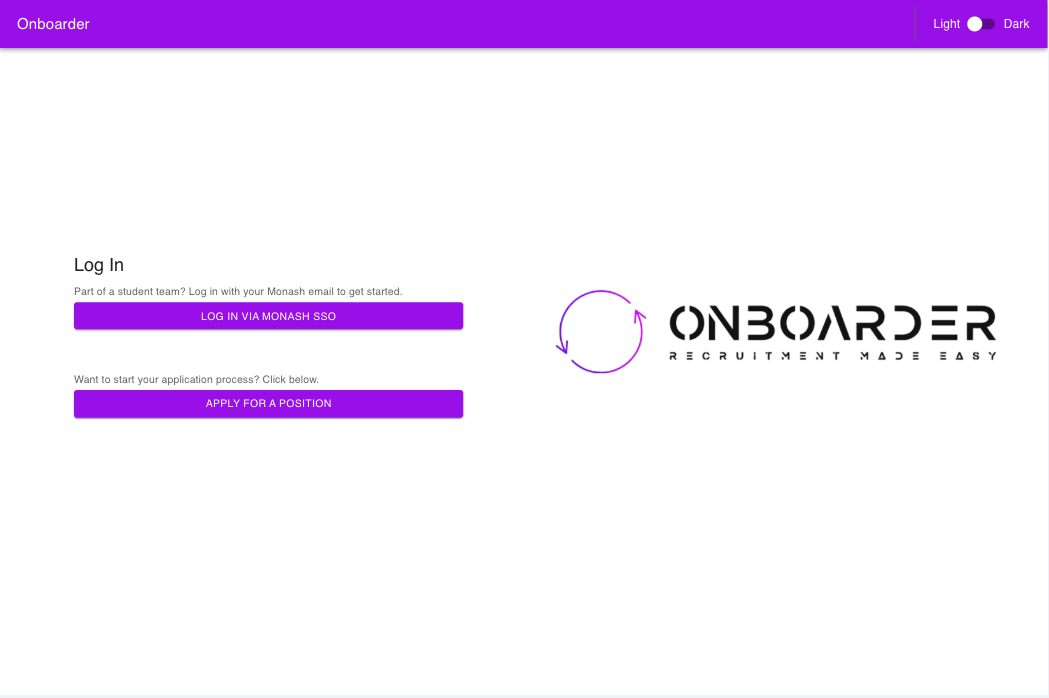 Onboarder
Light Dark
Log In
Part of a student team? Log in with your Monash email to get started.
LOG IN VIA MONASH SSO
Want to start your application process? Click below.
APPLY FOR A POSITION
ONBOARDER
RECRUITMENT MADE EASY